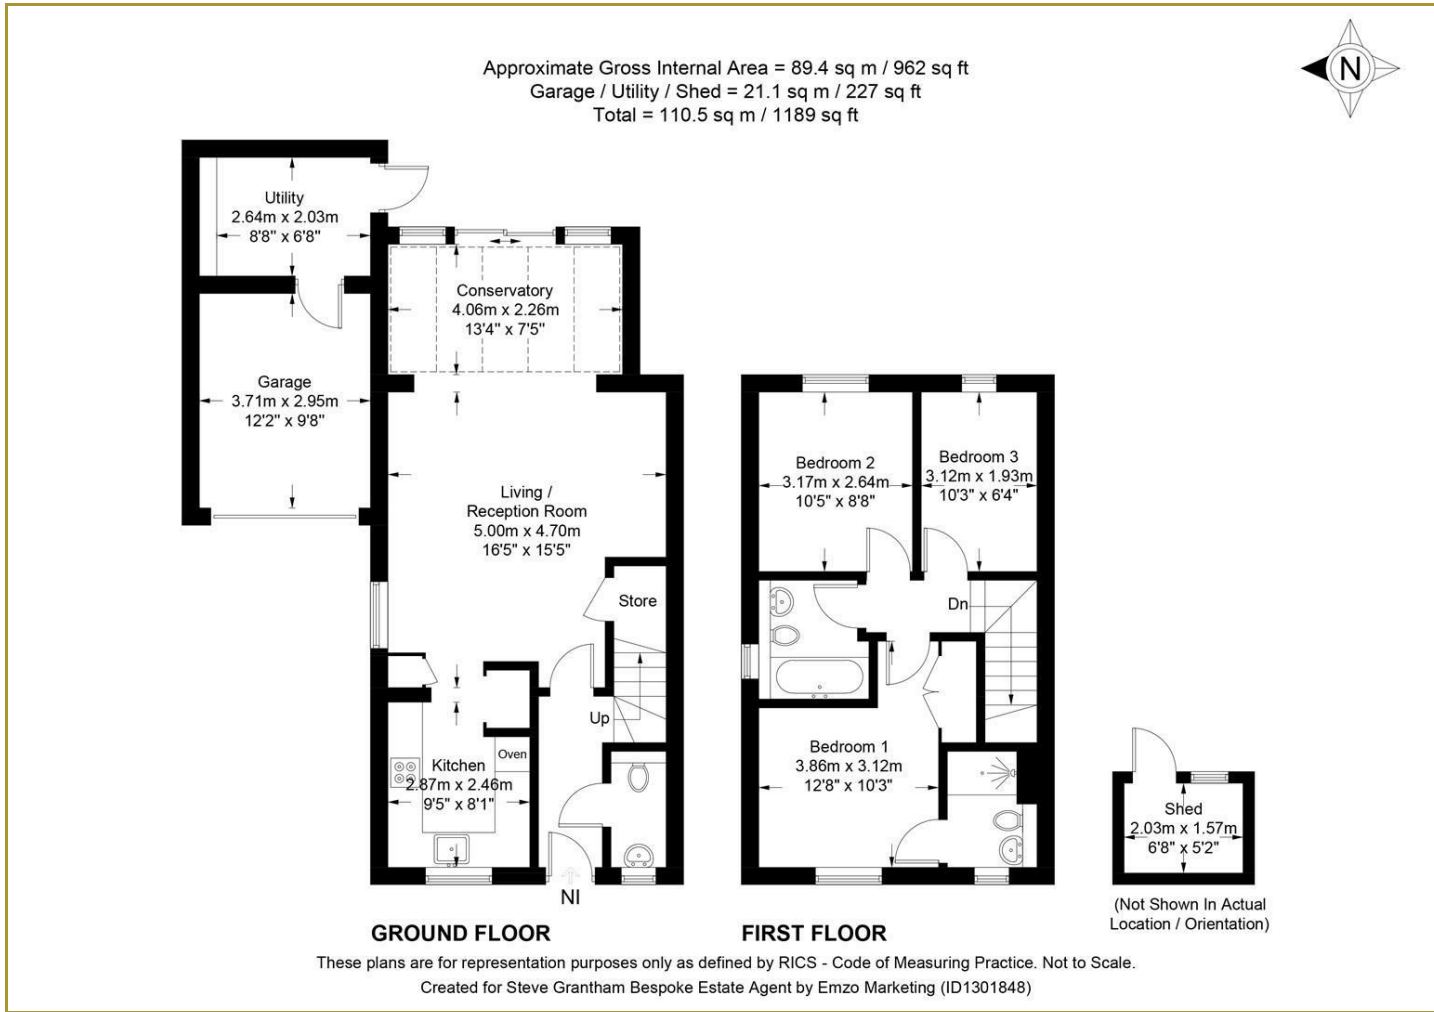 Approximate Gross Internal Area = 89.4 sq m / 962 sq ft
Garage / Utility / Shed = 21.1 sq m / 227 sq ft
Total = 110.5 sq m / 1189 sq ft
N
Utility
2.64m x 2.03m
8'8" x 6'8"
Conservatory
4.06m x 2.26m
13'4" x 7'5"
Garage
3.71m x 2.95m
12'2" x 9'8"
Living /
Reception Room
5.00m x 4.70m
16'5" x 15'5"
Store
Up
Kitchen
2.87m x 2.46m
9'5" x 8'1"
Oven
NI
Bedroom 2
3.17m x 2.64m
10'5" x 8'8"
Bedroom 3
3.12m x 1.93m
10'3" x 6'4"
Dn
Bedroom 1
3.86m x 3.12m
12'8" x 10'3"
Shed
2.03m x 1.57m
6'8" x 5'2"
(Not Shown In Actual
Location / Orientation)
GROUND FLOOR
FIRST FLOOR
These plans are for representation purposes only as defined by RICS - Code of Measuring Practice. Not to Scale.
Created for Steve Grantham Bespoke Estate Agent by Emzo Marketing (ID1301848)